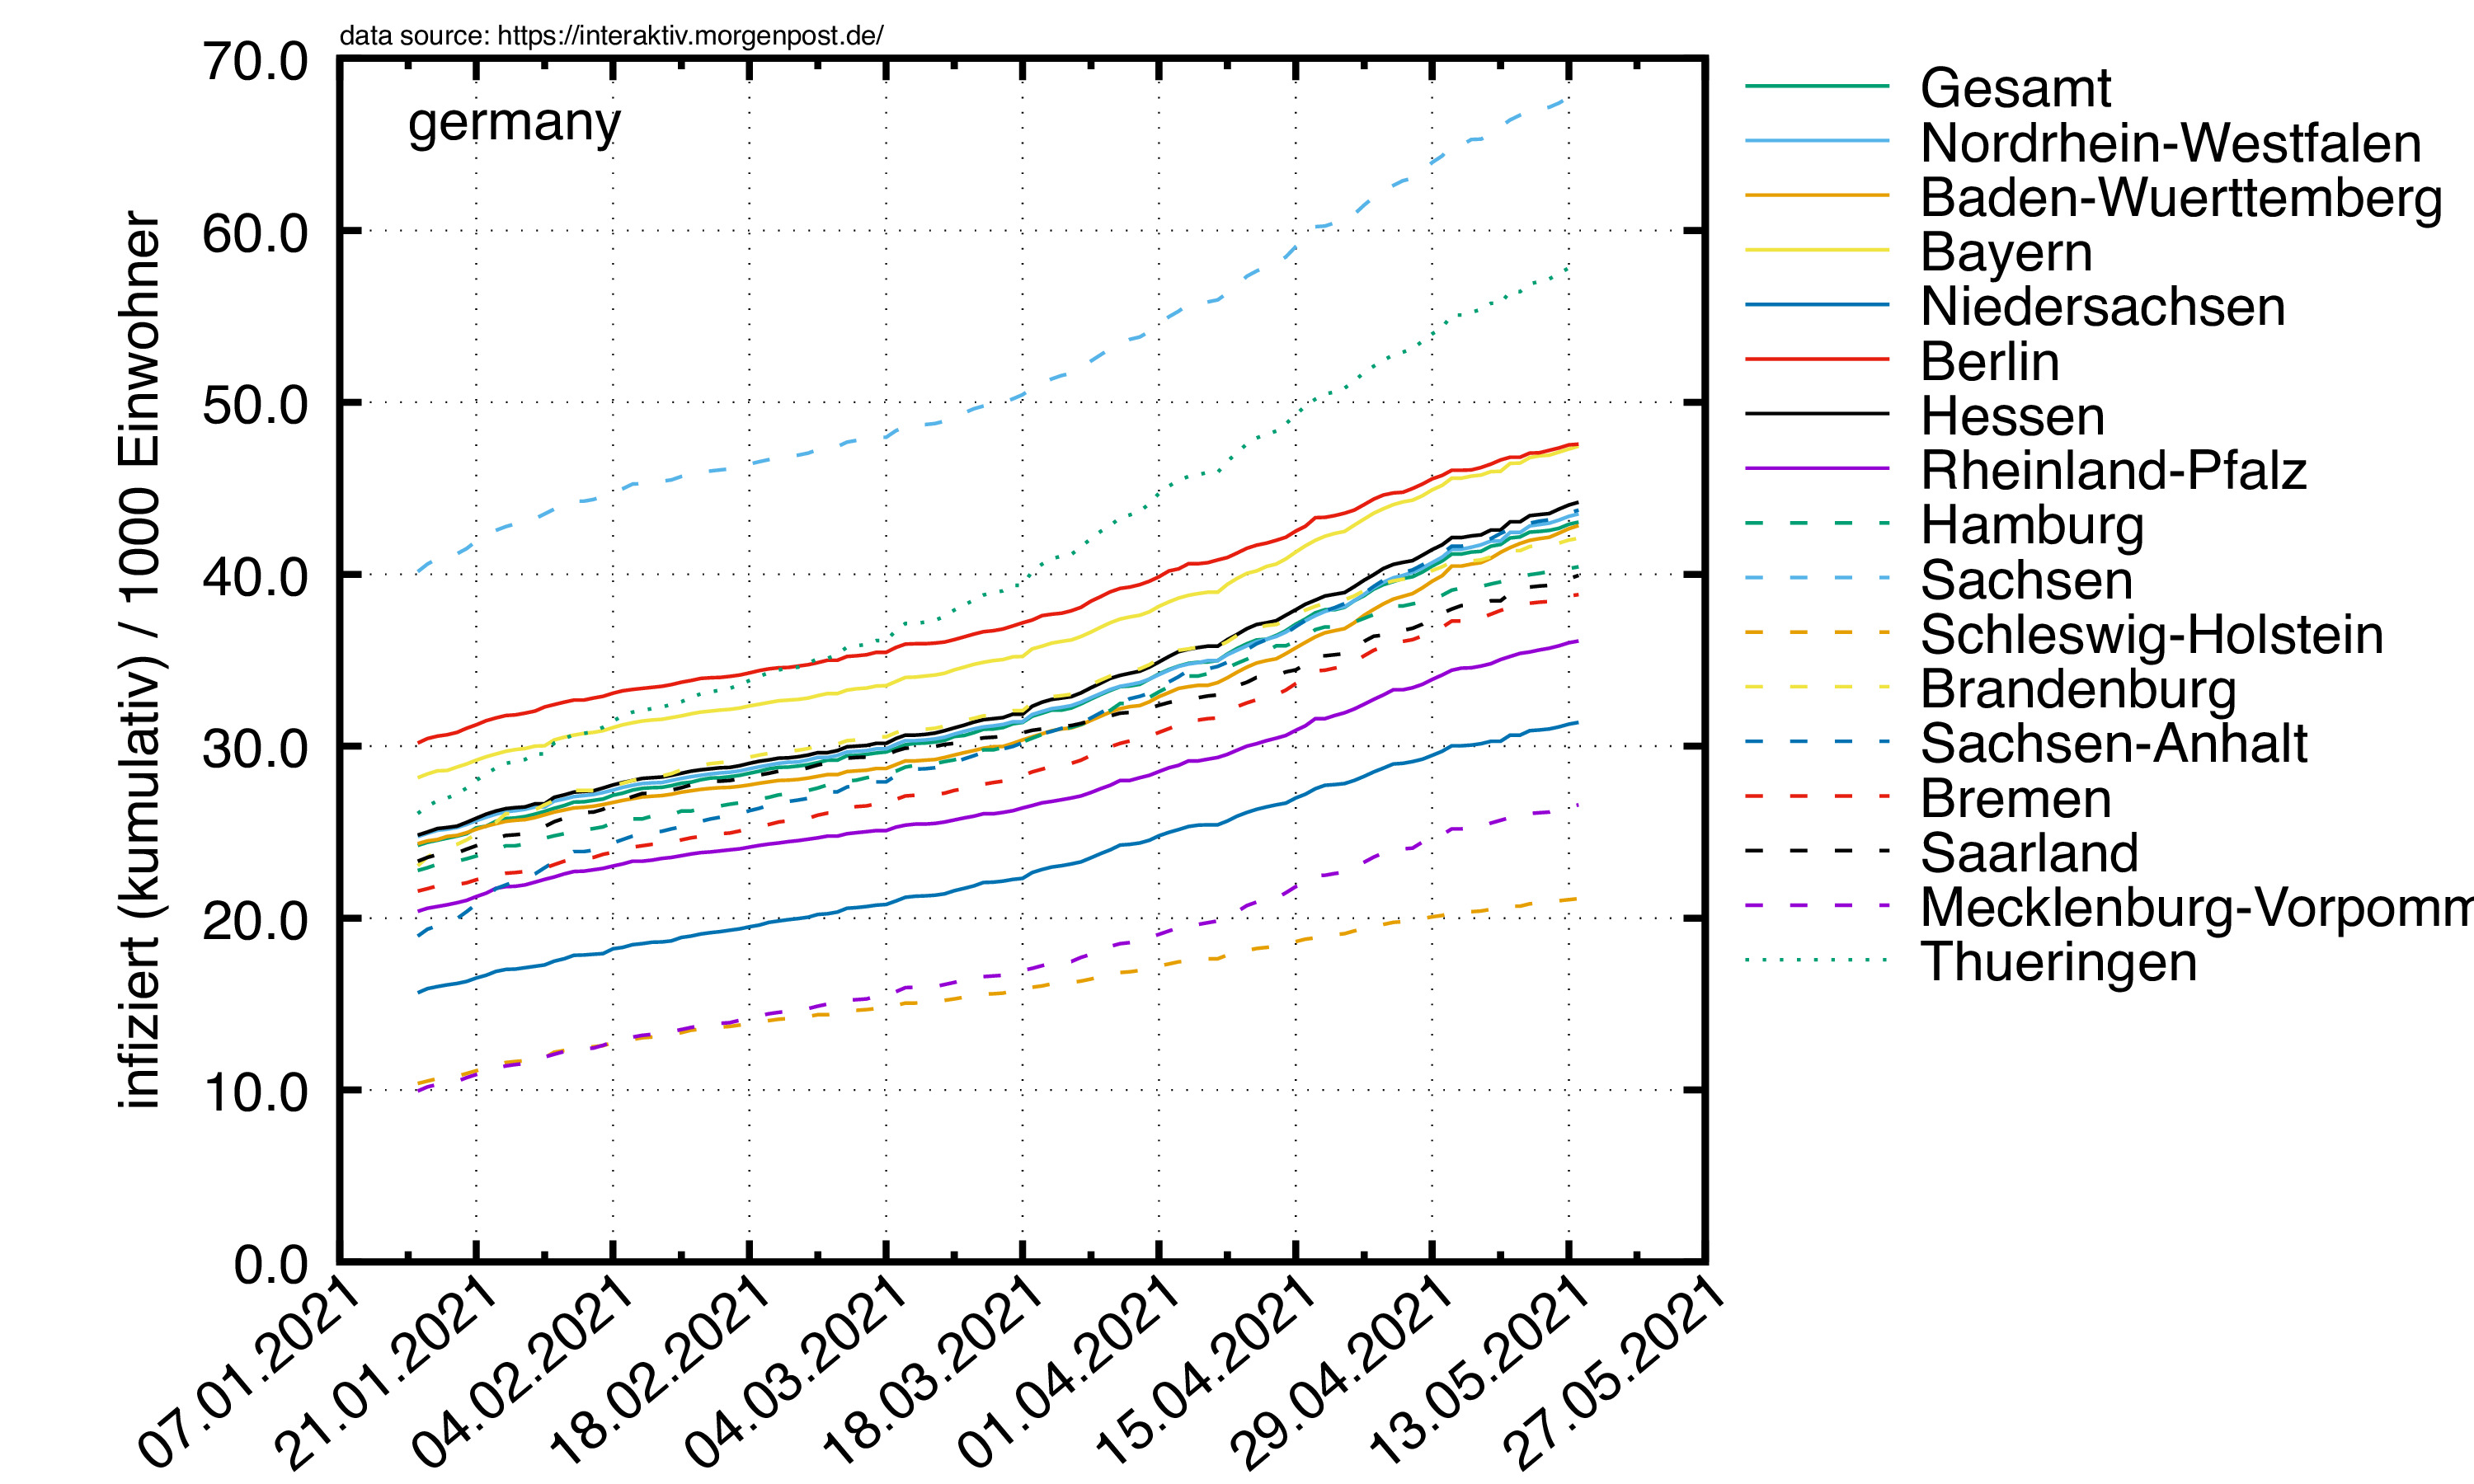 data source: https://interaktiv.morgenpost.de/
germany
infiziert (kumulativ) / 1000 Einwohner
70.0
60.0
50.0
40.0
30.0
20.0
10.0
0.0
07.01.2021
21.01.2021
04.02.2021
18.02.2021
04.03.2021
18.03.2021
01.04.2021
15.04.2021
29.04.2021
13.05.2021
27.05.2021
Gesamt
Nordrhein-Westfalen
Baden-Wuerttemberg
Bayern
Niedersachsen
Berlin
Hessen
Rheinland-Pfalz
Hamburg
Sachsen
Schleswig-Holstein
Brandenburg
Sachsen-Anhalt
Bremen
Saarland
Mecklenburg-Vorpomm
Thueringen